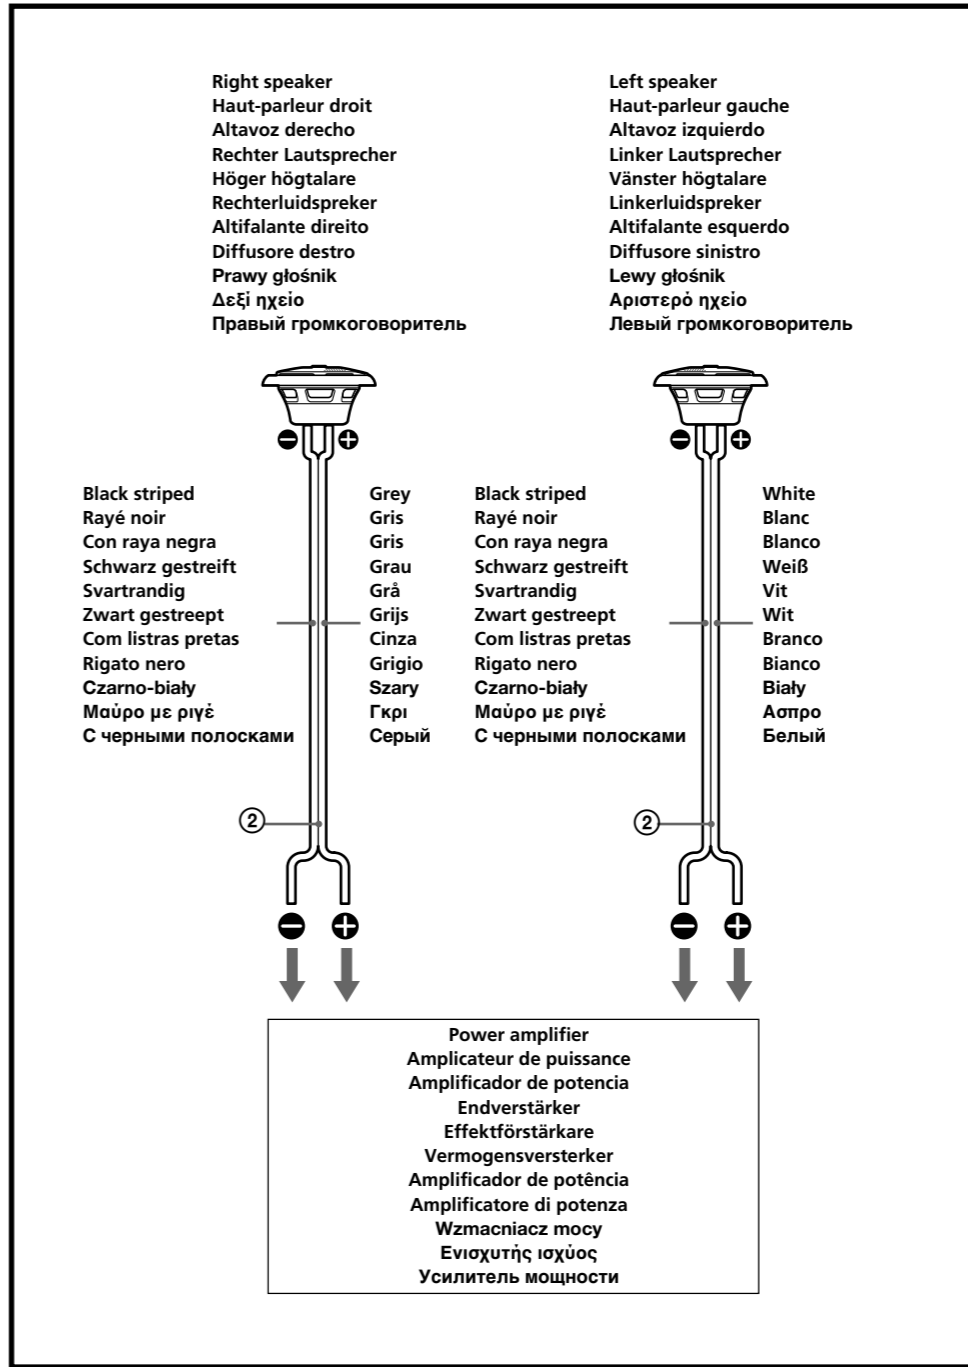 Right speaker
Haut-parleur droit
Altavoz derecho
Rechter Lautsprecher
Höger högtalare
Rechterluidspreker
Altifalante direito
Diffusore destro
Prawy głośnik
Δεξί ηχείο
Правый громкоговоритель
Left speaker
Haut-parleur gauche
Altavoz izquierdo
Linker Lautsprecher
Vänster högtalare
Linkerluidspreker
Altifalante esquerdo
Diffusore sinistro
Lewy głośnik
Αριστερό ηχείο
Левый громкоговоритель
Black striped
Rayé noir
Con raya negra
Schwarz gestreift
Svartrandig
Zwart gestreept
Com listras pretas
Rigato nero
Czarno-biały
Μαύρο με ριγέ
С черными полосками
Grey
Gris
Gris
Grau
Grå
Grijs
Cinza
Grigio
Szary
Γκρι
Серый
Black striped
Rayé noir
Con raya negra
Schwarz gestreift
Svartrandig
Zwart gestreept
Com listras pretas
Rigato nero
Czarno-biały
Μαύρο με ριγέ
С черными полосками
White
Blanc
Blanco
Weiß
Vit
Wit
Branco
Bianco
Biały
Ασπρο
Белый
②
②
Power amplifier
Amplicateur de puissance
Amplificador de potencia
Endverstärker
Effektförstärkare
Vermogensversterker
Amplificador de potência
Amplificatore di potenza
Wzmacniacz mocy
Ενισχυτής ισχύος
Усилитель мощности